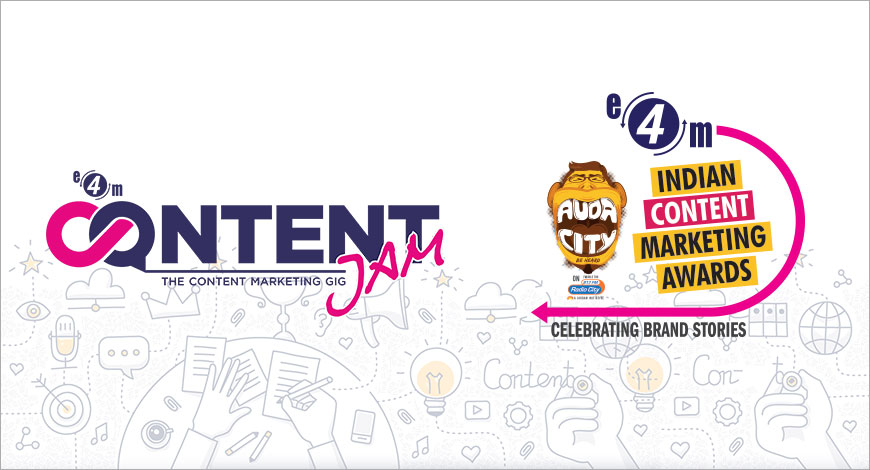 e4m
CONTENT
JAM
THE CONTENT MARKETING GIG
e4m
AUDA
CITY
BE HEARD
ON
Radio City
INDIAN
CONTENT
MARKETING
AWARDS
CELEBRATING BRAND STORIES
Content
Con t